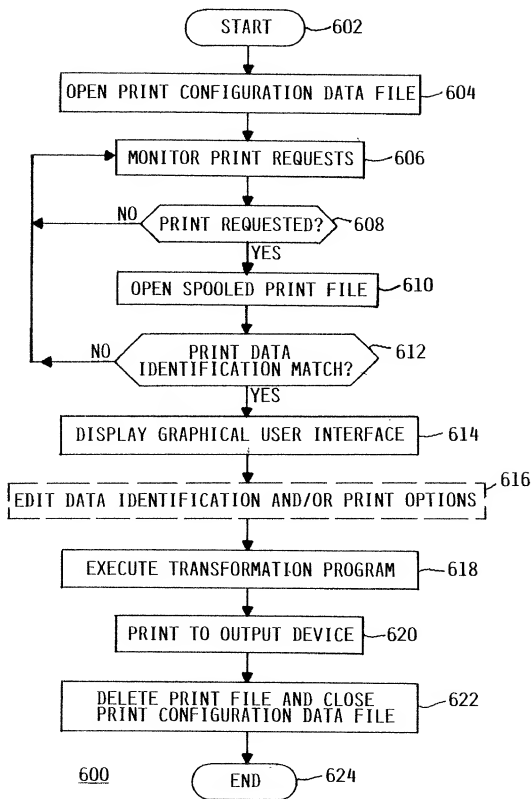 START
602
OPEN PRINT CONFIGURATION DATA FILE
604
MONITOR PRINT REQUESTS
606
NO
PRINT REQUESTED?
608
YES
OPEN SPOOLED PRINT FILE
610
NO
PRINT DATA
IDENTIFICATION MATCH?
612
YES
DISPLAY GRAPHICAL USER INTERFACE
614
616
EDIT DATA IDENTIFICATION AND/OR PRINT OPTIONS
EXECUTE TRANSFORMATION PROGRAM
618
PRINT TO OUTPUT DEVICE
620
DELETE PRINT FILE AND CLOSE
PRINT CONFIGURATION DATA FILE
622
600
END
624